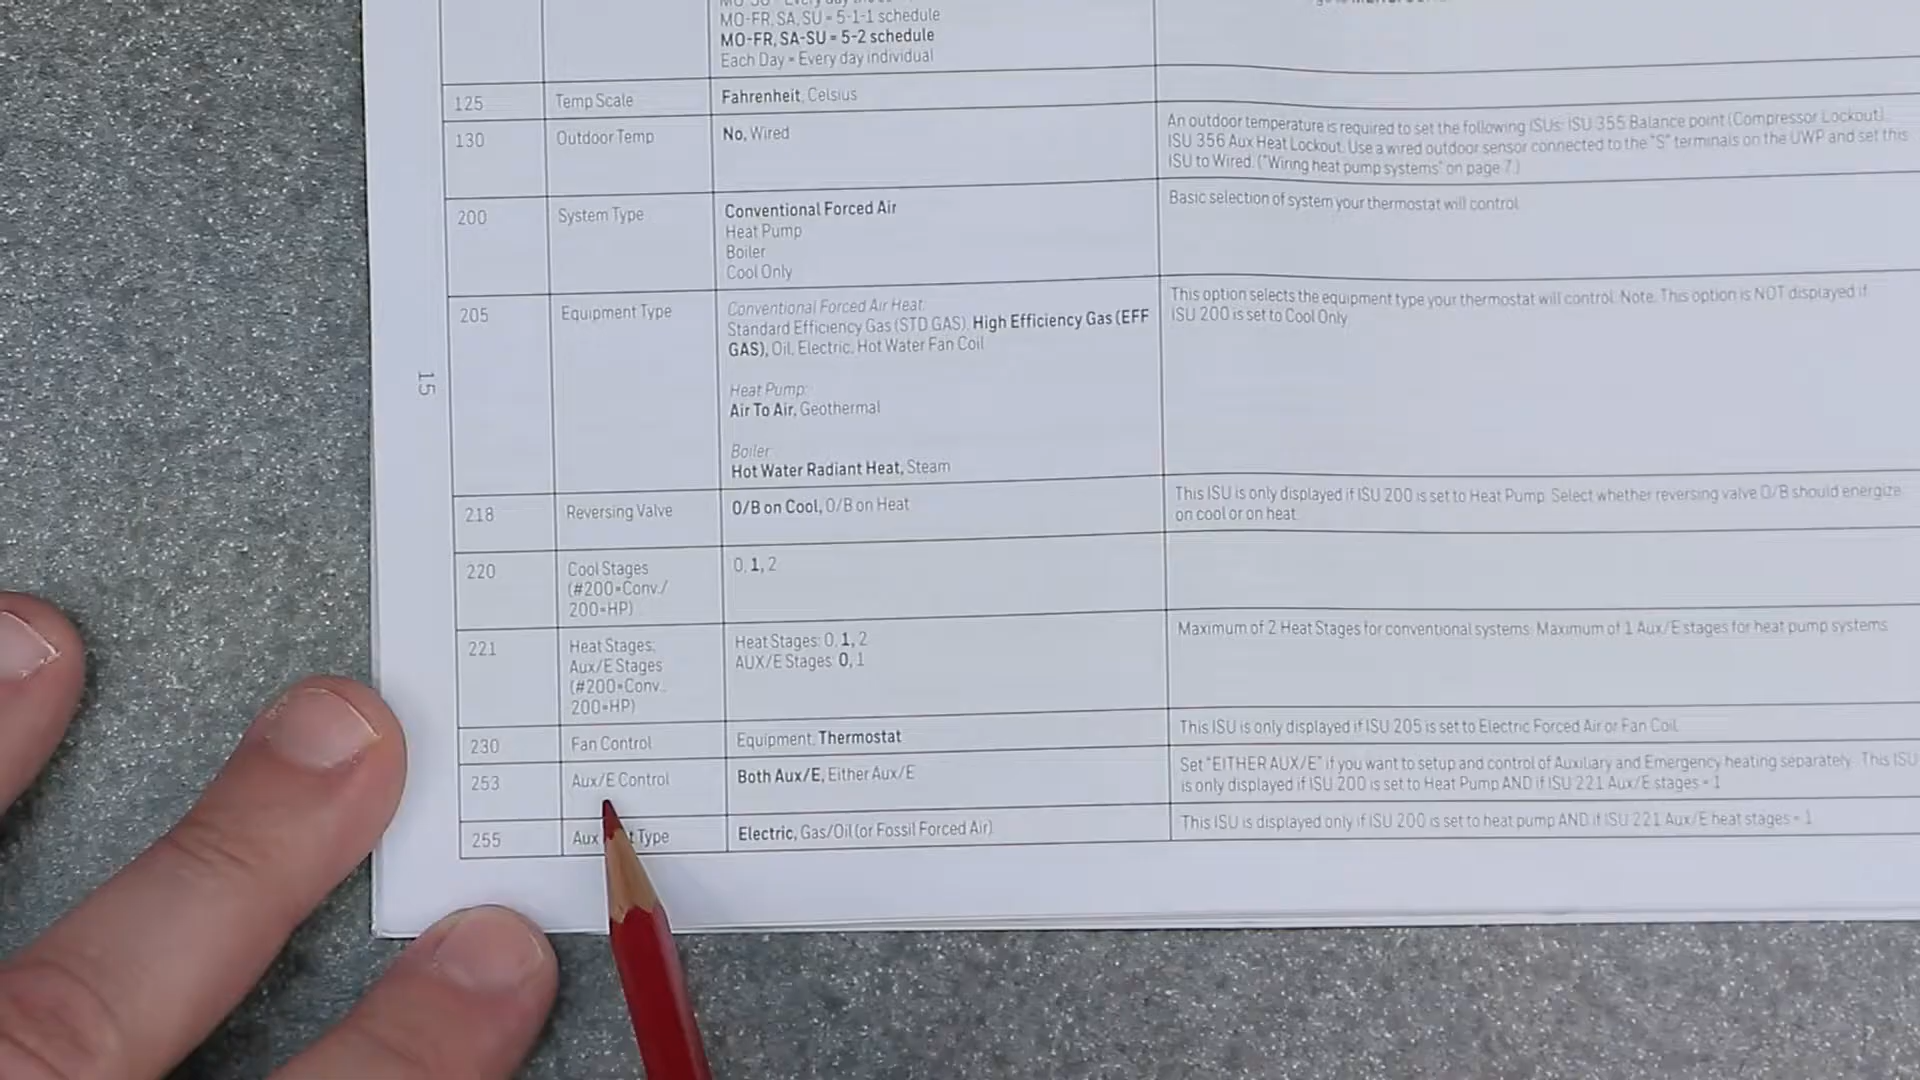 MO-FR, SA, SU = 5-1-1 schedule
MO-FR, SA-SU = 5-2 schedule
Each Day = Every day individual
125
Temp Scale
Fahrenheit, Celsius
130
Outdoor Temp
No, Wired
An outdoor temperature is required to set the following ISUs: ISU 355 Balance point (Compressor Lockout),
ISU 356 Aux Heat Lockout. Use a wired outdoor sensor connected to the "S" terminals on the UWP and set this
ISU to Wired. ("Wiring heat pump systems" on page 7.)
200
System Type
Conventional Forced Air
Heat Pump
Boiler
Cool Only
Basic selection of system your thermostat will control.
205
Equipment Type
Conventional Forced Air Heat:
Standard Efficiency Gas (STD GAS), High Efficiency Gas (EFF
GAS), Oil, Electric, Hot Water Fan Coil
Heat Pump:
Air To Air, Geothermal
Boiler:
Hot Water Radiant Heat, Steam
This option selects the equipment type your thermostat will control. Note: This option is NOT displayed if
ISU 200 is set to Cool Only
218
Reversing Valve
O/B on Cool, O/B on Heat
This ISU is only displayed if ISU 200 is set to Heat Pump. Select whether reversing valve O/B should energize
on cool or on heat.
220
Cool Stages
(#200=Conv./
200=HP)
0, 1, 2
221
Heat Stages;
Aux/E Stages
(#200=Conv.,
200=HP)
Heat Stages: 0, 1, 2
AUX/E Stages: 0, 1
Maximum of 2 Heat Stages for conventional systems. Maximum of 1 Aux/E stages for heat pump systems.
230
Fan Control
Equipment, Thermostat
This ISU is only displayed if ISU 205 is set to Electric Forced Air or Fan Coil.
253
Aux/E Control
Both Aux/E, Either Aux/E
Set "EITHER AUX/E" if you want to setup and control of Auxiliary and Emergency heating separately. This ISU
is only displayed if ISU 200 is set to Heat Pump AND if ISU 221 Aux/E stages = 1
255
Aux Type
Electric, Gas/Oil (or Fossil Forced Air)
This ISU is displayed only if ISU 200 is set to heat pump AND if ISU 221 Aux/E heat stages = 1
15